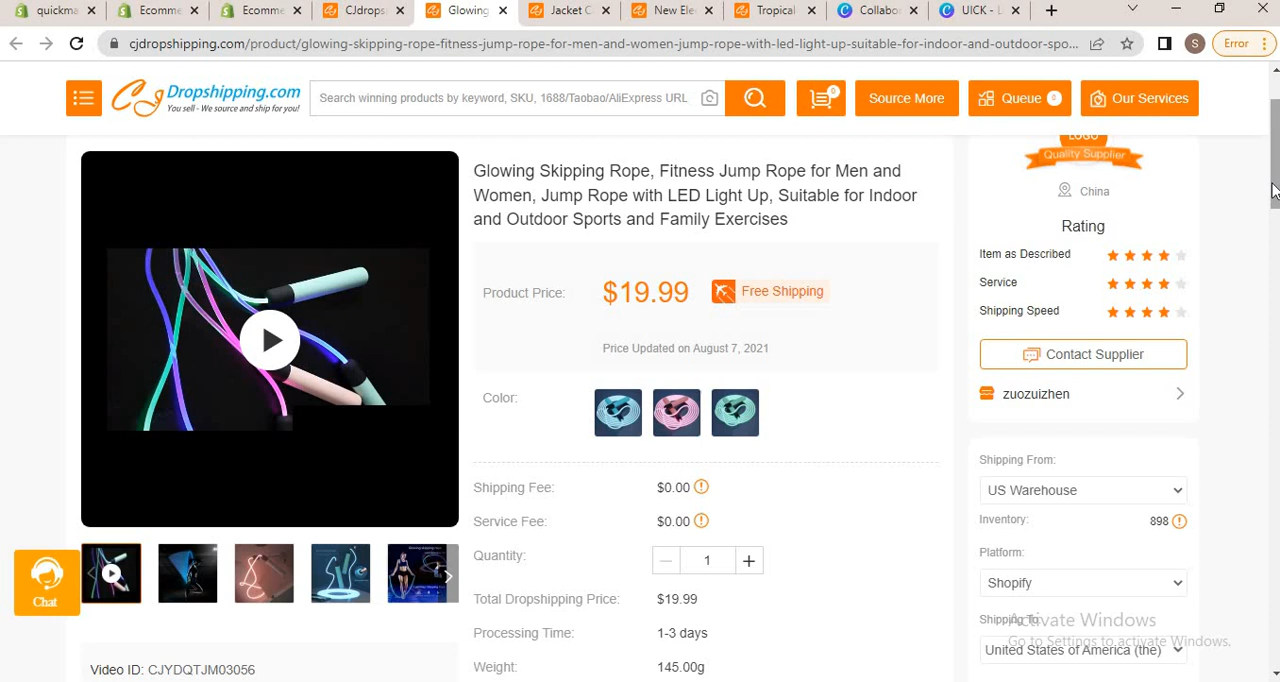 quickma
Ecomme
Ecomme
CJdrops
Glowing
Jacket C
New Ele
Tropical
Collabo
UICK - L
cjdropshipping.com/product/glowing-skipping-rope-fitness-jump-rope-for-men-and-women-jump-rope-with-led-light-up-suitable-for-indoor-and-outdoor-spo...
S
Error
CJ Dropshipping.com
You sell - We source and ship for you!
Search winning products by keyword, SKU, 1688/Taobao/AliExpress URL
0
Source More
Queue 0
Our Services
Glowing Skipping Rope, Fitness Jump Rope for Men and
Women, Jump Rope with LED Light Up, Suitable for Indoor
and Outdoor Sports and Family Exercises
Product Price:
$19.99
Free Shipping
Price Updated on August 7, 2021
Color:
Shipping Fee:
$0.00
Service Fee:
$0.00
Quantity:
1
Total Dropshipping Price:
$19.99
Processing Time:
1-3 days
Weight:
145.00g
LOGO
Quality Supplier
China
Rating
Item as Described
Service
Shipping Speed
Contact Supplier
zuozuizhen
Shipping From:
US Warehouse
Inventory:
898
Platform:
Shopify
Shipping To:
United States of America (the)
Activate Windows
Go to Settings to activate Windows.
Chat
Video ID: CJYDQTJM03056